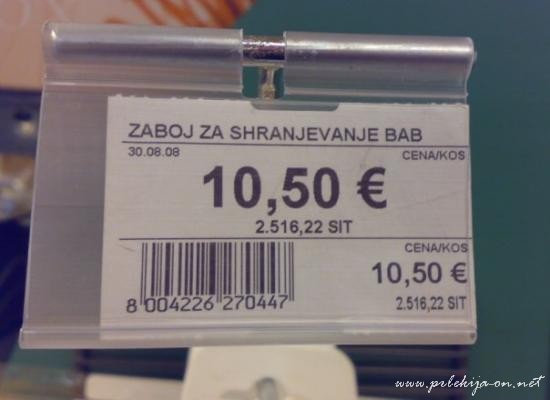 ZABOJ ZA SHRANJEVANJE BAB
30.08.08 CENA/KOS
10,50 €
2.516,22 SIT
CENA/KOS
10,50 €
2.516,22 SIT
8 004226 270447
www.prlekija-on.net